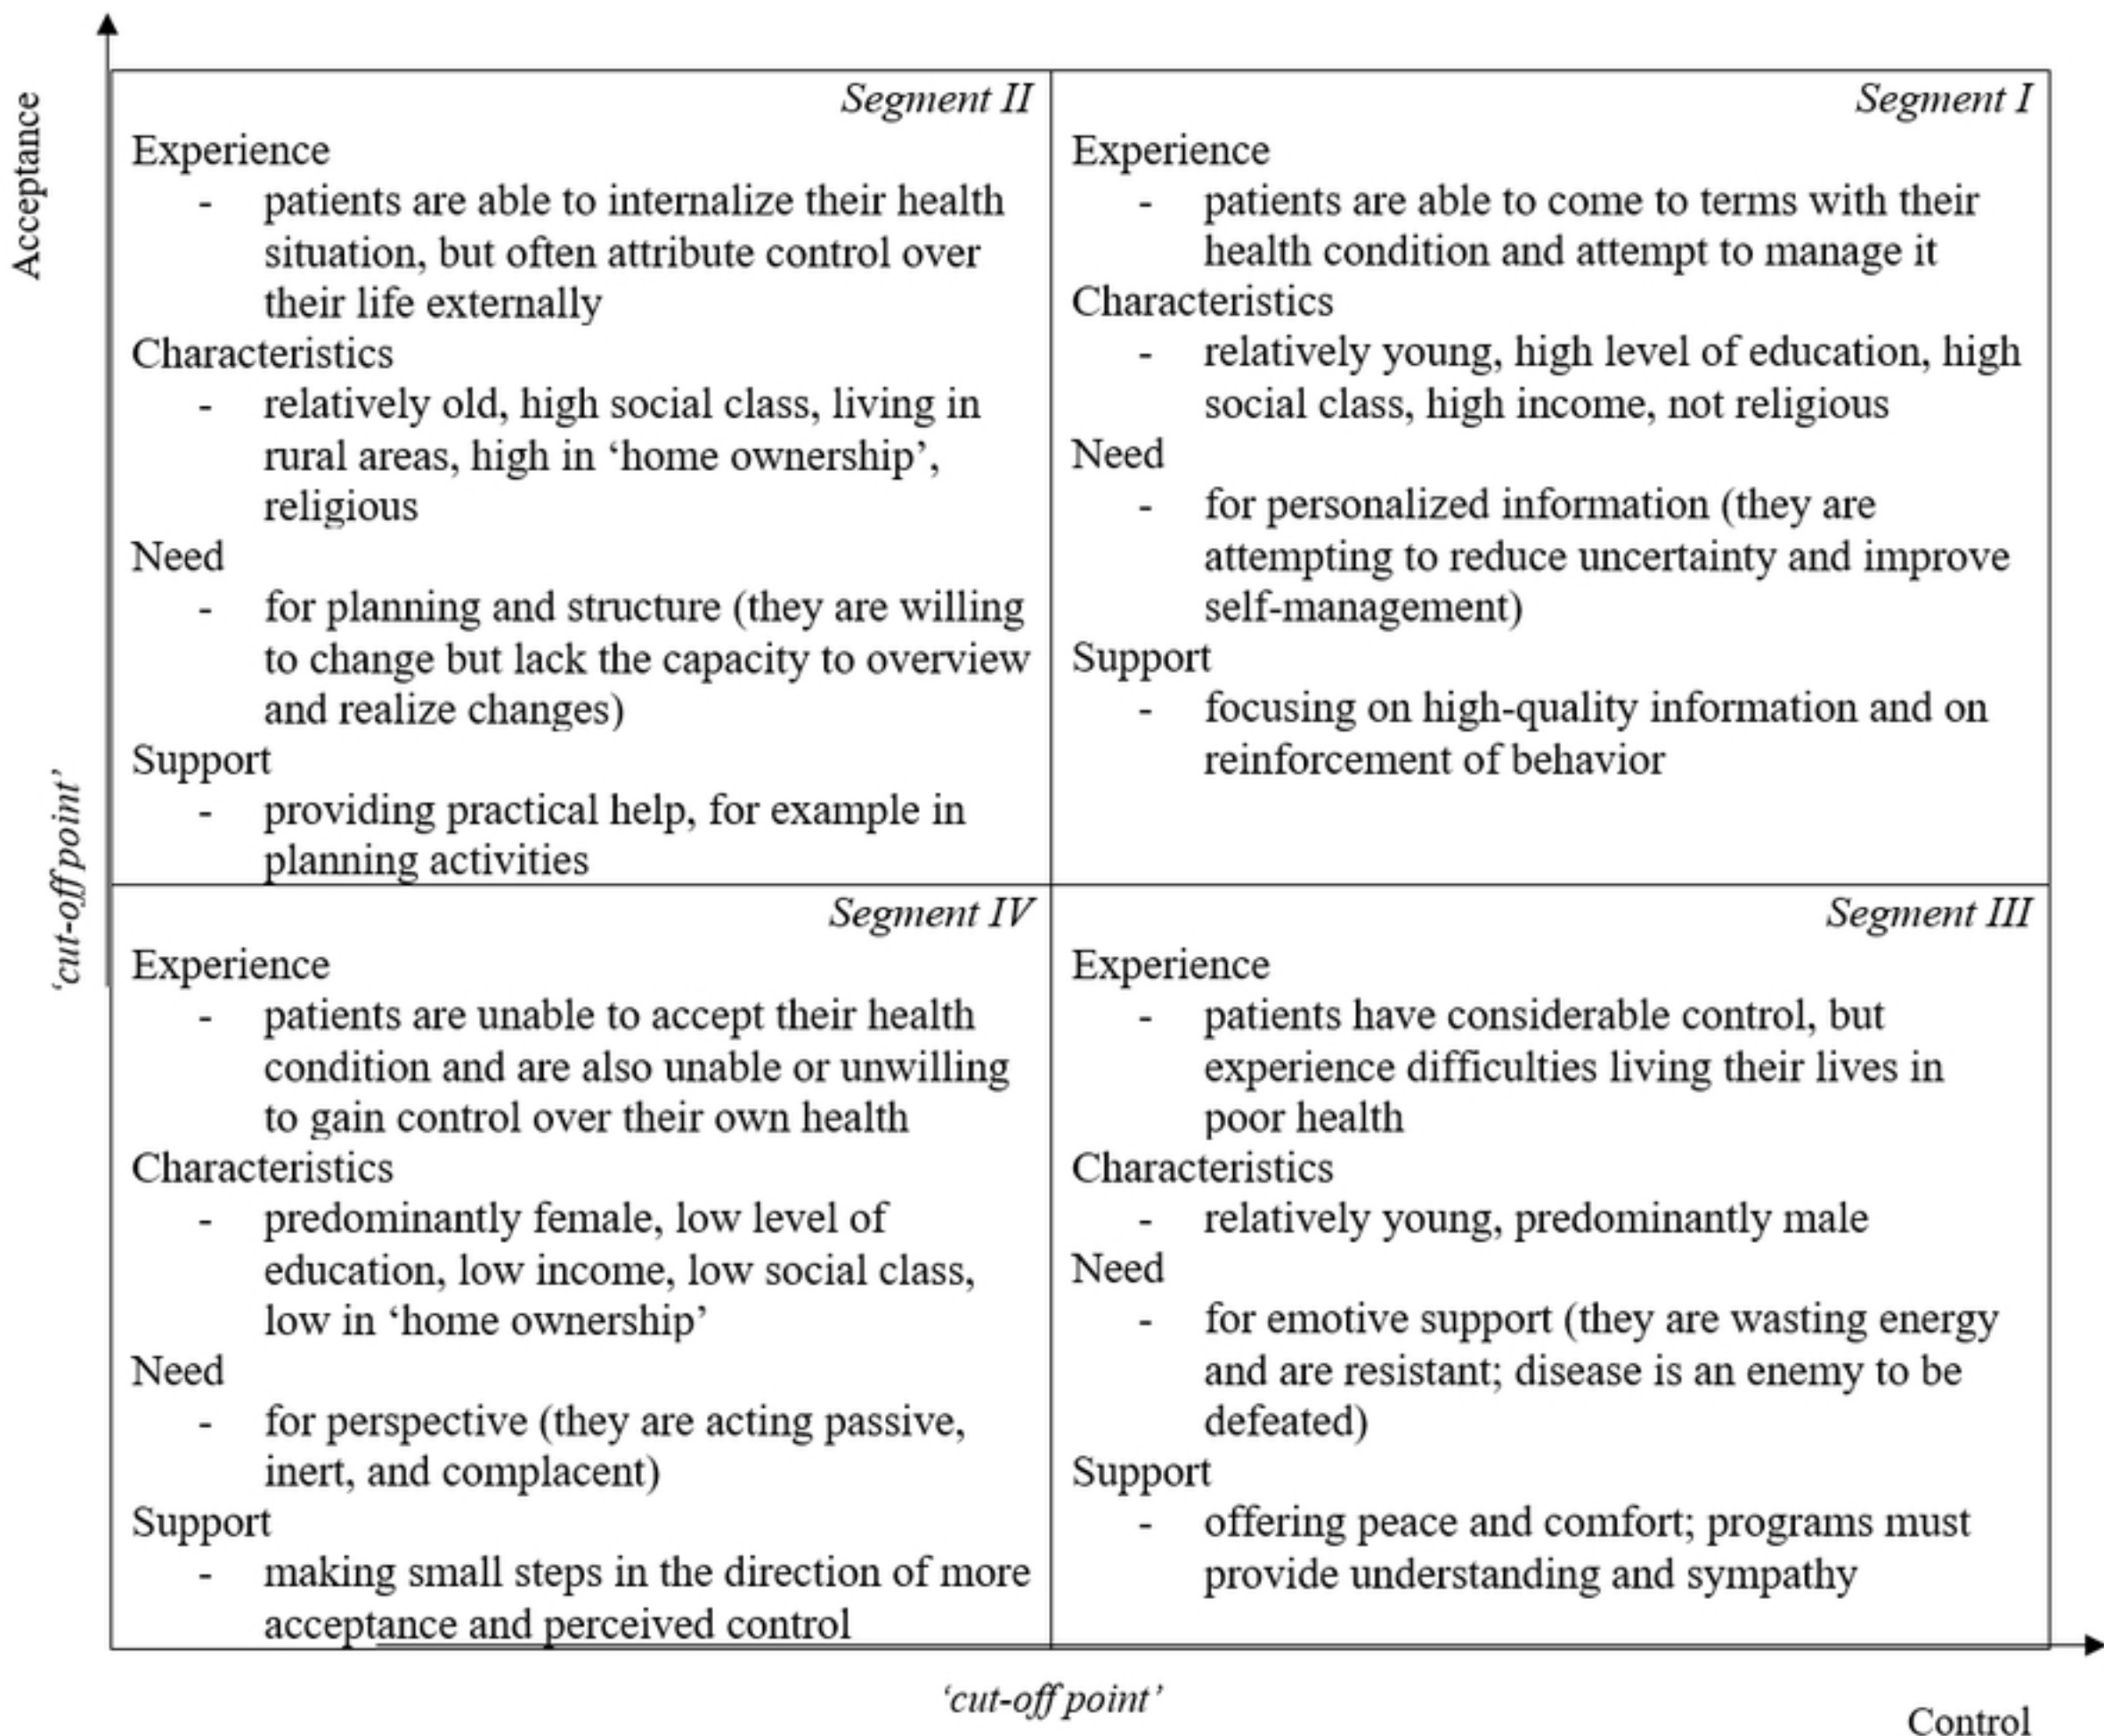 Acceptance
'cut-off point'
Segment II
Experience
- patients are able to internalize their health
situation, but often attribute control over
their life externally
Characteristics
- relatively old, high social class, living in
rural areas, high in ‘home ownership’,
religious
Need
- for planning and structure (they are willing
to change but lack the capacity to overview
and realize changes)
Support
- providing practical help, for example in
planning activities
Segment I
Experience
- patients are able to come to terms with their
health condition and attempt to manage it
Characteristics
- relatively young, high level of education, high
social class, high income, not religious
Need
- for personalized information (they are
attempting to reduce uncertainty and improve
self-management)
Support
- focusing on high-quality information and on
reinforcement of behavior
Segment IV
Experience
- patients are unable to accept their health
condition and are also unable or unwilling
to gain control over their own health
Characteristics
- predominantly female, low level of
education, low income, low social class,
low in ‘home ownership’
Need
- for perspective (they are acting passive,
inert, and complacent)
Support
- making small steps in the direction of more
acceptance and perceived control
Segment III
Experience
- patients have considerable control, but
experience difficulties living their lives in
poor health
Characteristics
- relatively young, predominantly male
Need
- for emotive support (they are wasting energy
and are resistant; disease is an enemy to be
defeated)
Support
- offering peace and comfort; programs must
provide understanding and sympathy
‘cut-off point’
Control